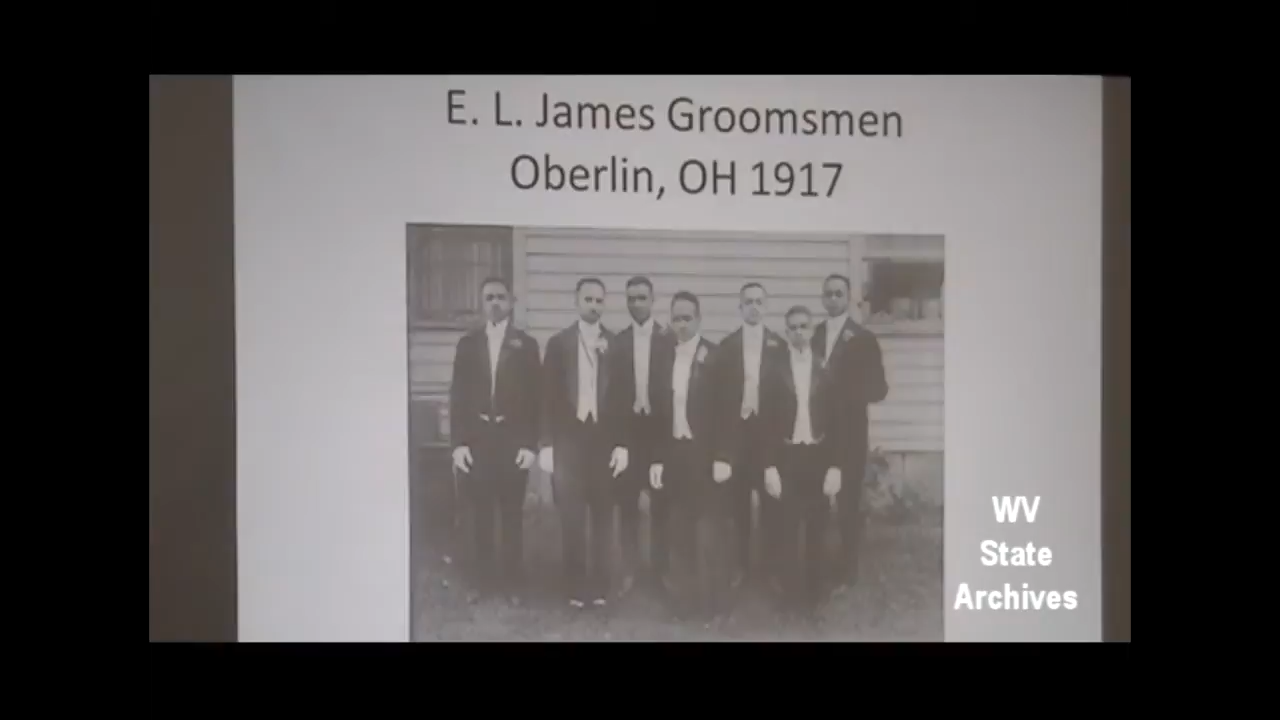 E. L. James Groomsmen
Oberlin, OH 1917
WV
State
Archives